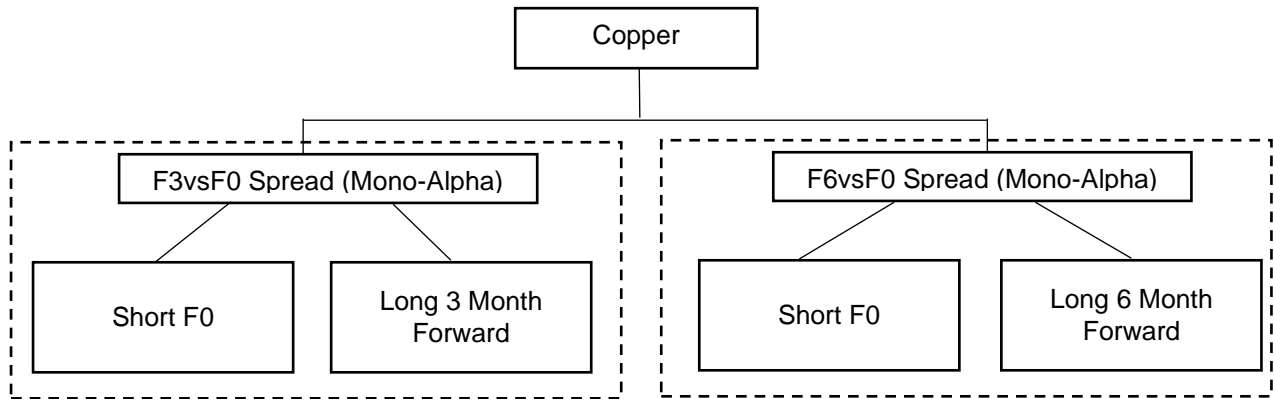 Copper
F3vsF0 Spread (Mono-Alpha)
F6vsF0 Spread (Mono-Alpha)
Short F0
Long 3 Month
Forward
Short F0
Long 6 Month
Forward